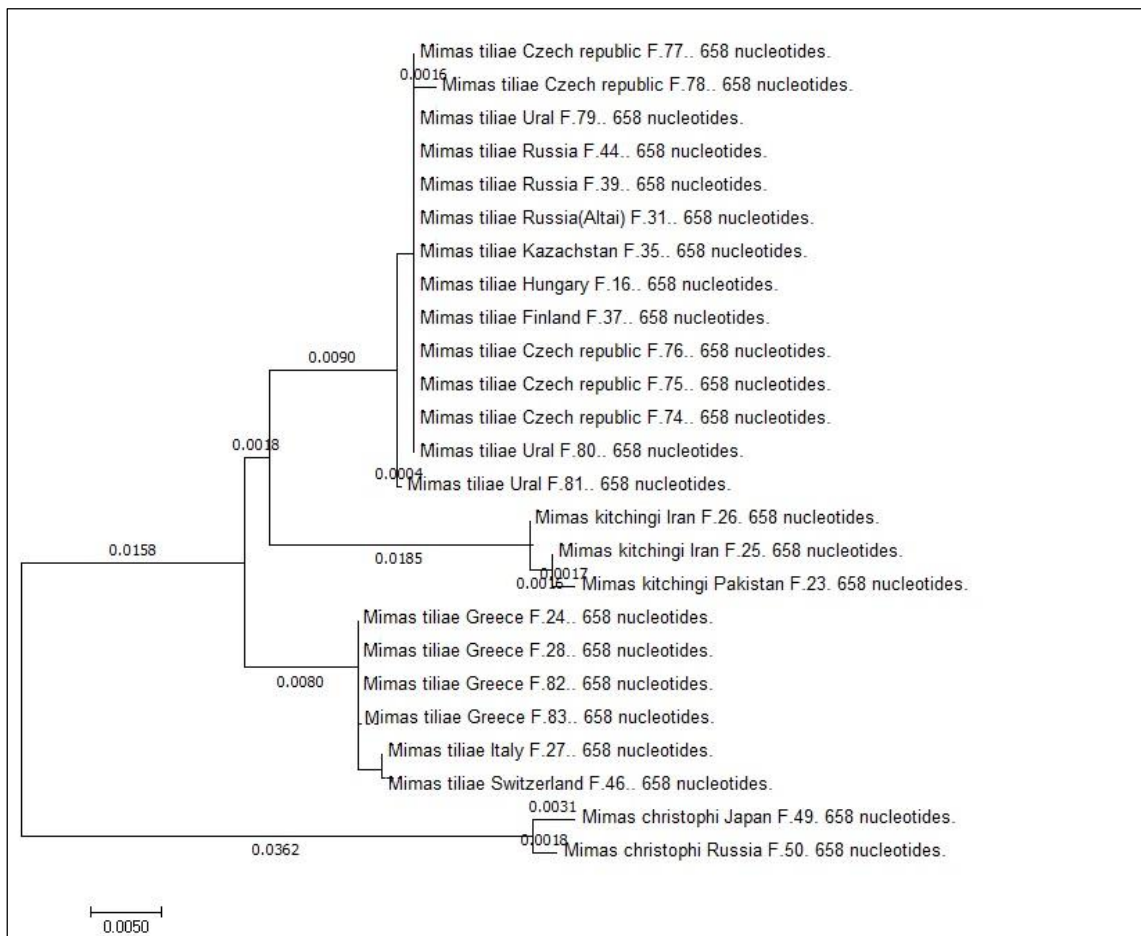 Mimas tiliae Czech republic F.77.. 658 nucleotides.
0.0016
Mimas tiliae Czech republic F.78.. 658 nucleotides.
Mimas tiliae Ural F.79.. 658 nucleotides.
Mimas tiliae Russia F.44.. 658 nucleotides.
Mimas tiliae Russia F.39.. 658 nucleotides.
Mimas tiliae Russia(Altai) F.31.. 658 nucleotides.
Mimas tiliae Kazachstan F.35.. 658 nucleotides.
Mimas tiliae Hungary F.16.. 658 nucleotides.
Mimas tiliae Finland F.37.. 658 nucleotides.
0.0090
Mimas tiliae Czech republic F.76.. 658 nucleotides.
Mimas tiliae Czech republic F.75.. 658 nucleotides.
Mimas tiliae Czech republic F.74.. 658 nucleotides.
0.0018
Mimas tiliae Ural F.80.. 658 nucleotides.
0.0004
Mimas tiliae Ural F.81.. 658 nucleotides.
Mimas kitchingi Iran F.26. 658 nucleotides.
0.0158
Mimas kitchingi Iran F.25. 658 nucleotides.
0.0185
0.0017
0.0016
Mimas kitchingi Pakistan F.23. 658 nucleotides.
Mimas tiliae Greece F.24.. 658 nucleotides.
Mimas tiliae Greece F.28.. 658 nucleotides.
0.0080
Mimas tiliae Greece F.82.. 658 nucleotides.
Mimas tiliae Greece F.83.. 658 nucleotides.
Mimas tiliae Italy F.27.. 658 nucleotides.
Mimas tiliae Switzerland F.46.. 658 nucleotides.
0.0031
Mimas christophi Japan F.49. 658 nucleotides.
0.0018
Mimas christophi Russia F.50. 658 nucleotides.
0.0362
0.0050